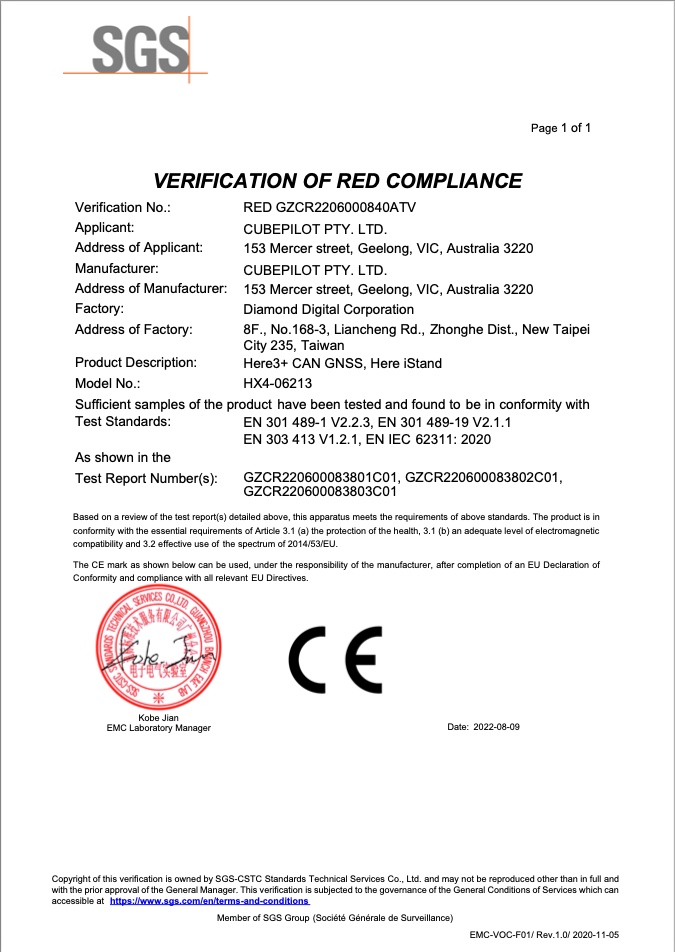 SGS
Page 1 of 1
VERIFICATION OF RED COMPLIANCE
Verification No.: RED GZCR2206000840ATV
Applicant: CUBEPILOT PTY. LTD.
Address of Applicant: 153 Mercer street, Geelong, VIC, Australia 3220
Manufacturer: CUBEPILOT PTY. LTD.
Address of Manufacturer: 153 Mercer street, Geelong, VIC, Australia 3220
Factory: Diamond Digital Corporation
Address of Factory: 8F., No.168-3, Liancheng Rd., Zhonghe Dist., New Taipei
City 235, Taiwan
Product Description: Here3+ CAN GNSS, Here iStand
Model No.: HX4-06213
Sufficient samples of the product have been tested and found to be in conformity with
Test Standards: EN 301 489-1 V2.2.3, EN 301 489-19 V2.1.1
EN 303 413 V1.2.1, EN IEC 62311: 2020
As shown in the
Test Report Number(s): GZCR220600083801C01, GZCR220600083802C01,
GZCR220600083803C01
Based on a review of the test report(s) detailed above, this apparatus meets the requirements of above standards. The product is in
conformity with the essential requirements of Article 3.1 (a) the protection of the health, 3.1 (b) an adequate level of electromagnetic
compatibility and 3.2 effective use of the spectrum of 2014/53/EU.
The CE mark as shown below can be used, under the responsibility of the manufacturer, after completion of an EU Declaration of
Conformity and compliance with all relevant EU Directives.
SGS-CSTC STANDARDS TECHNICAL SERVICES CO., LTD. GUANGZHOU BRANCH E&E LAB
电子电气实验室
CE
Kobe Jian
EMC Laboratory Manager
Date: 2022-08-09
Copyright of this verification is owned by SGS-CSTC Standards Technical Services Co., Ltd. and may not be reproduced other than in full and
with the prior approval of the General Manager. This verification is subjected to the governance of the General Conditions of Services which can
accessible at https://www.sgs.com/en/terms-and-conditions
Member of SGS Group (Société Générale de Surveillance)
EMC-VOC-F01/ Rev.1.0/ 2020-11-05